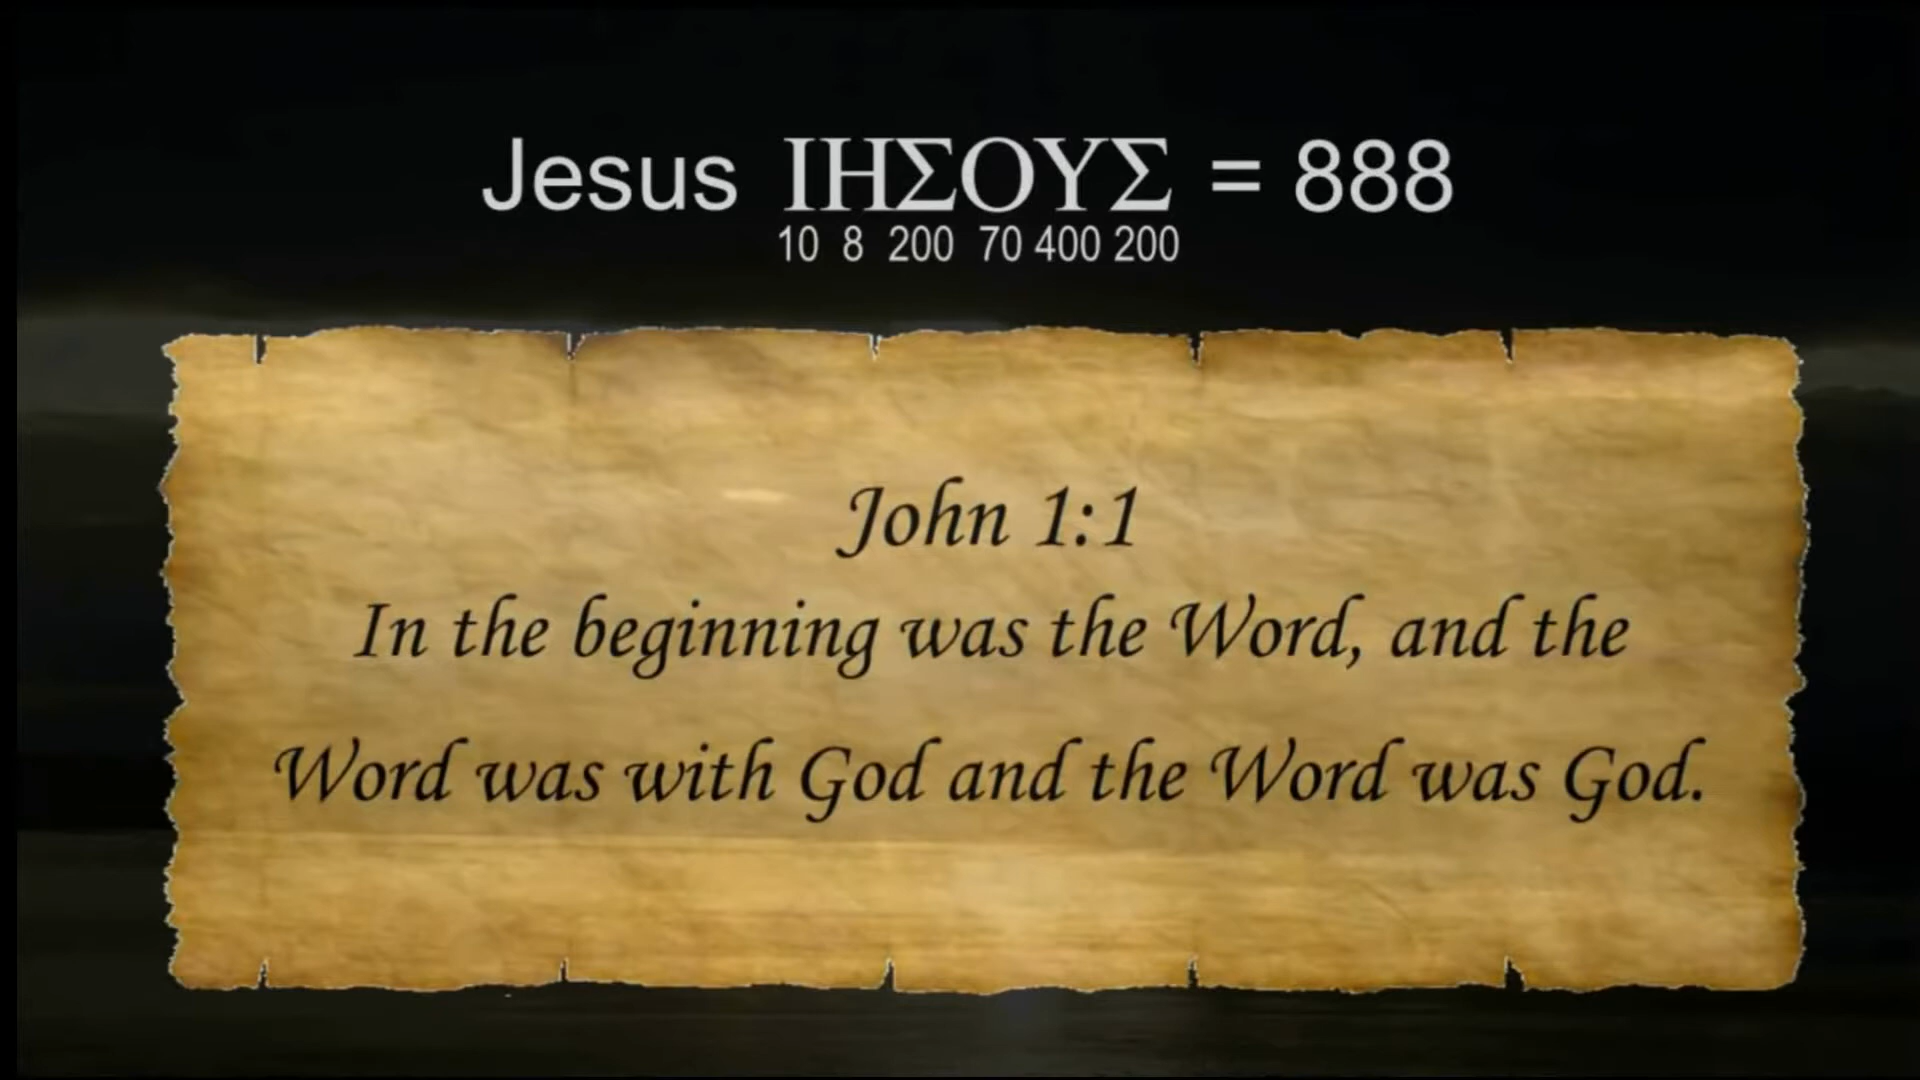 Jesus ΙΗΣΟΥΣ = 888
10 8 200 70 400 200
John 1:1
In the beginning was the Word, and the
Word was with God and the Word was God.